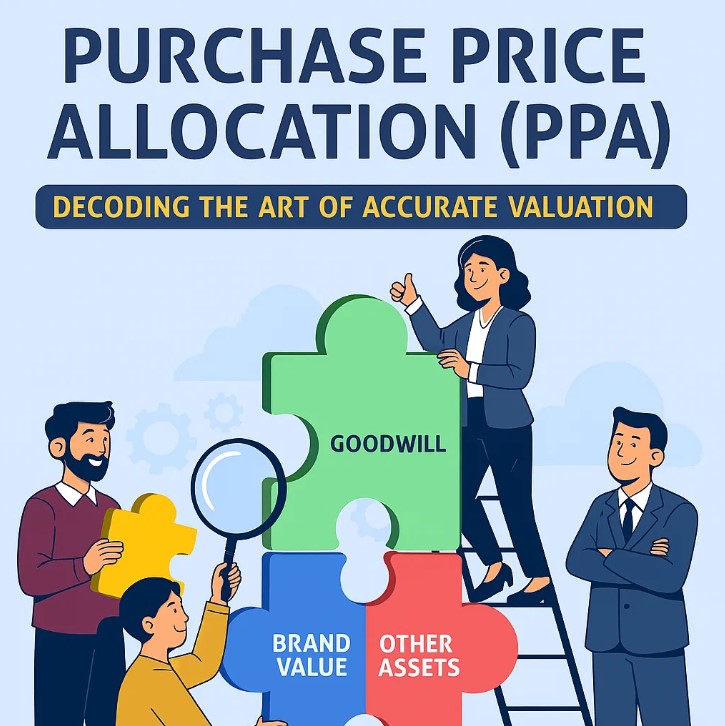 PURCHASE PRICE
ALLOCATION (PPA)
DECODING THE ART OF ACCURATE VALUATION
GOODWILL
BRAND
VALUE
OTHER
ASSETS